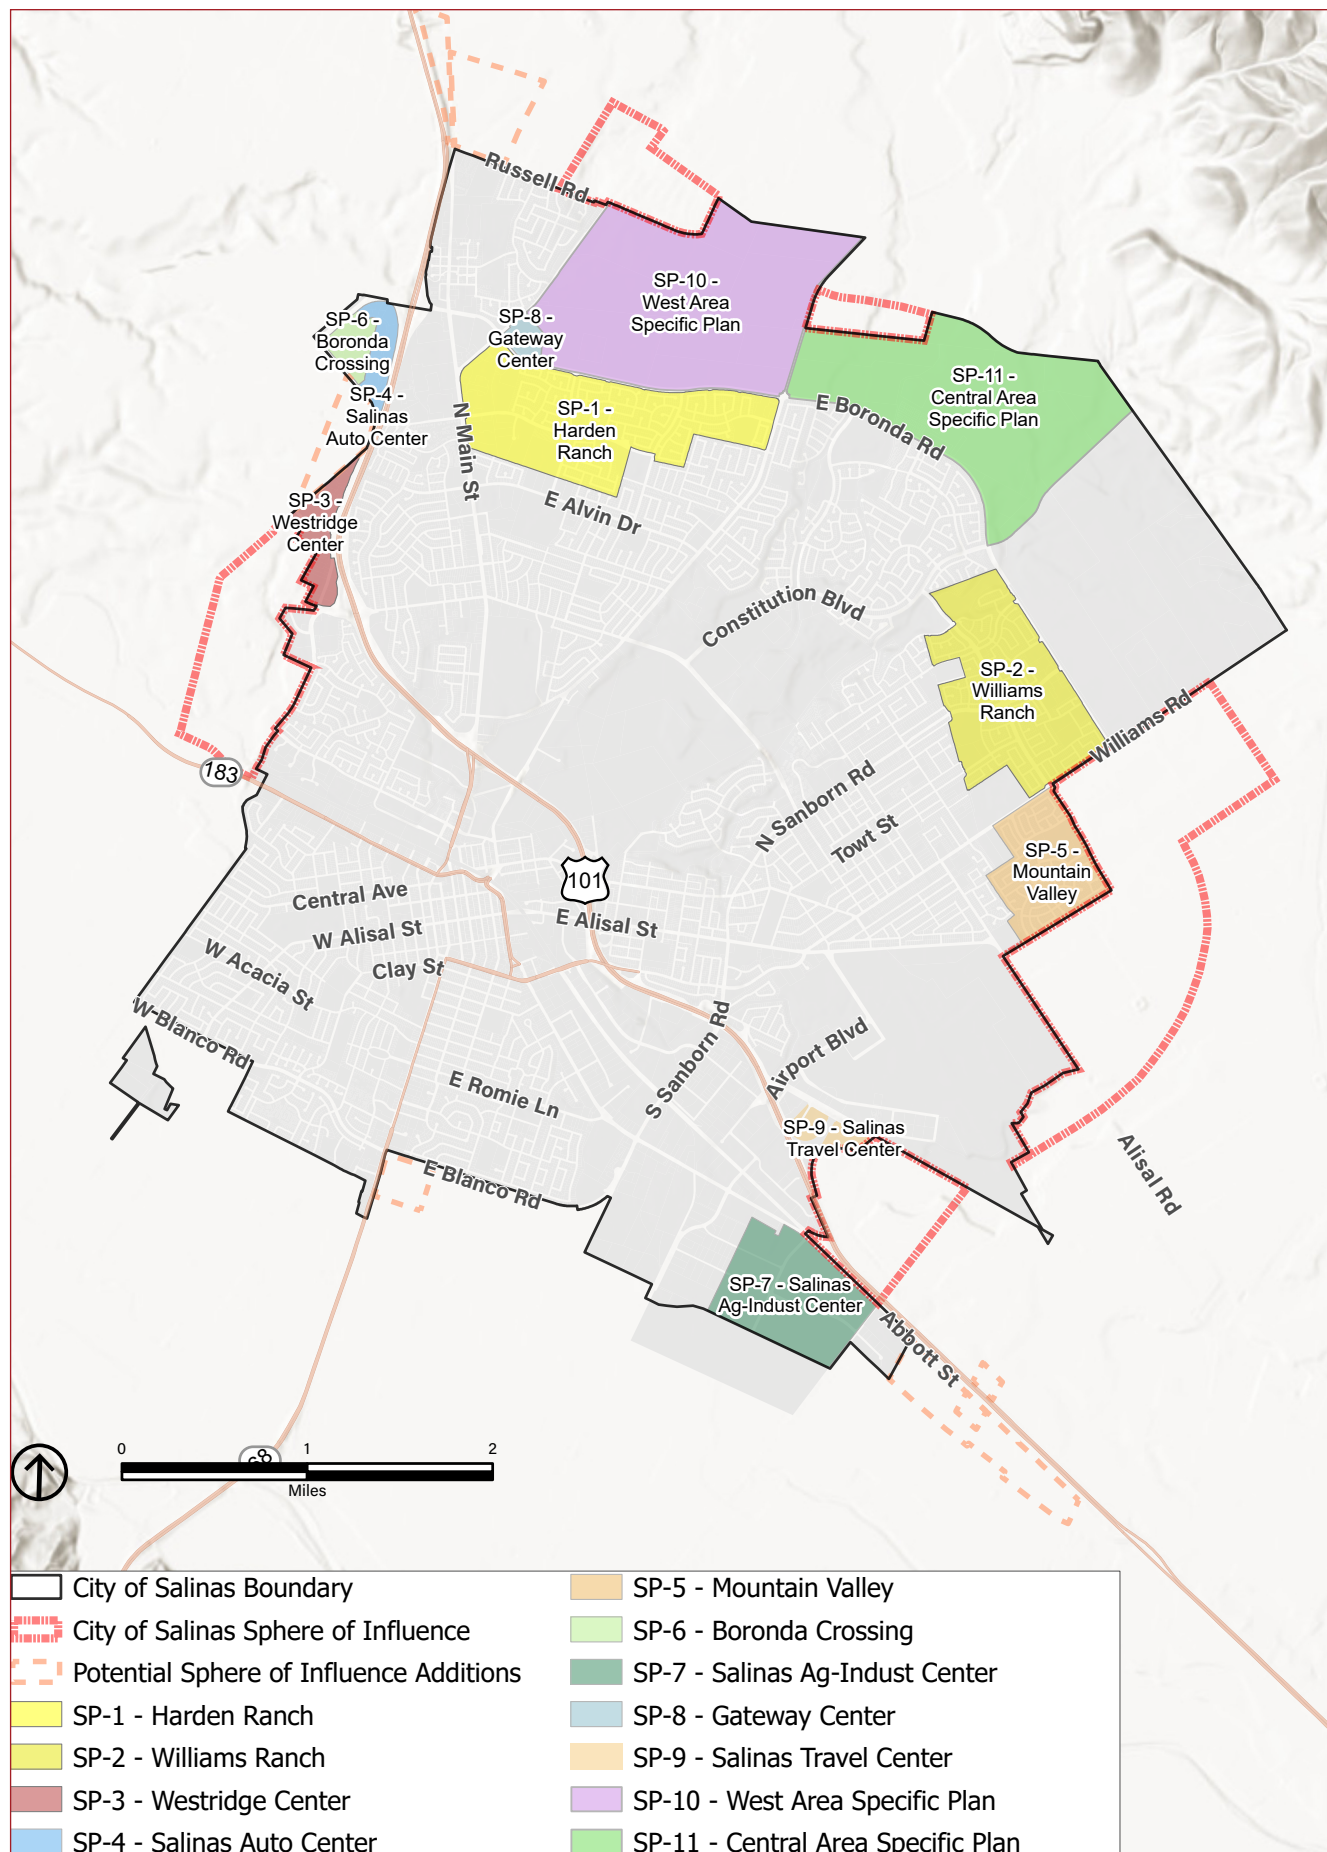 Russell Rd
SP-10 -
West Area
Specific Plan
SP-6 -
Boronda
Crossing
SP-8 -
Gateway
Center
SP-4 -
Salinas
Auto Center
SP-1 -
Harden
Ranch
SP-11 -
Central Area
Specific Plan
E Boronda Rd
N Main St
E Alvin Dr
SP-3 -
Westridge
Center
Constitution Blvd
SP-2 -
Williams
Ranch
Williams Rd
183
N Sanborn Rd
Towt St
SP-5 -
Mountain
Valley
101
Central Ave
E Alisal St
W Alisal St
W Acacia St
Clay St
W Blanco Rd
S Sanborn Rd
Airport Blvd
E Romie Ln
SP-9 - Salinas
Travel Center
Alisal Rd
E Blanco Rd
SP-7 - Salinas
Ag-Indust Center
Abbott St
68
0 1 2
Miles
City of Salinas Boundary
City of Salinas Sphere of Influence
Potential Sphere of Influence Additions
SP-1 - Harden Ranch
SP-2 - Williams Ranch
SP-3 - Westridge Center
SP-4 - Salinas Auto Center
SP-5 - Mountain Valley
SP-6 - Boronda Crossing
SP-7 - Salinas Ag-Indust Center
SP-8 - Gateway Center
SP-9 - Salinas Travel Center
SP-10 - West Area Specific Plan
SP-11 - Central Area Specific Plan